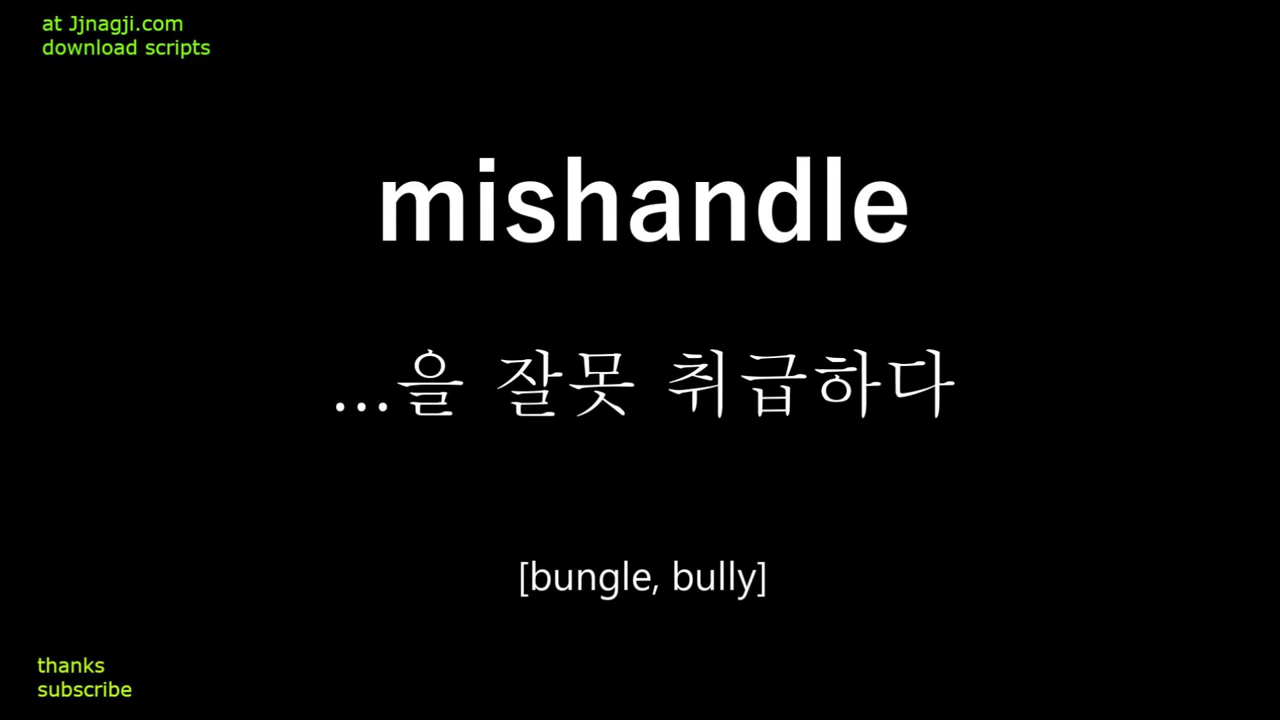 at Jjnagji.com
download scripts
mishandle
...을 잘못 취급하다
[bungle, bully]
thanks
subscribe